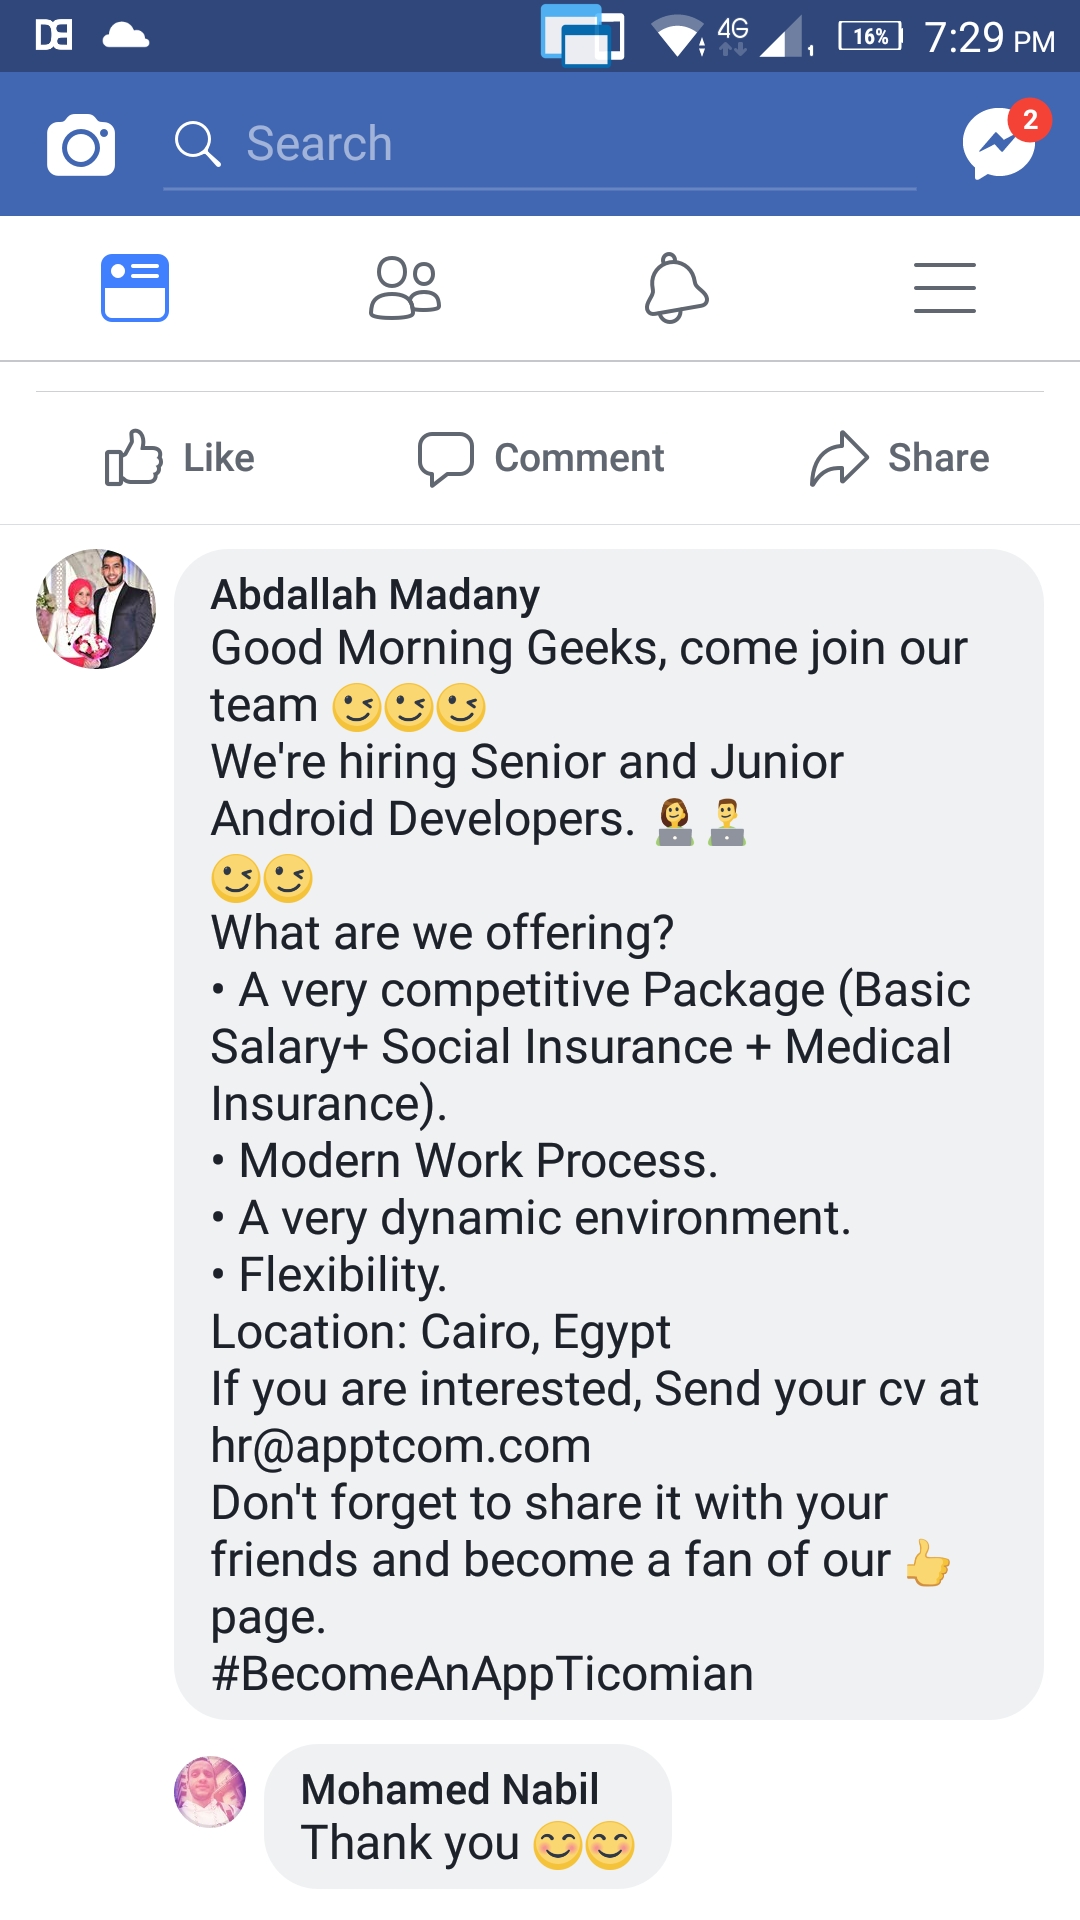 DB
4G
1
16%
7:29 PM
Search
2
Like
Comment
Share
Abdallah Madany
Good Morning Geeks, come join our
team 😉😉😉
We're hiring Senior and Junior
Android Developers. 👩‍💻 👨‍💻
😉😉
What are we offering?
• A very competitive Package (Basic
Salary+ Social Insurance + Medical
Insurance).
• Modern Work Process.
• A very dynamic environment.
• Flexibility.
Location: Cairo, Egypt
If you are interested, Send your cv at
hr@apptcom.com
Don't forget to share it with your
friends and become a fan of our 👍
page.
#BecomeAnAppTicomian
Mohamed Nabil
Thank you 😊😊